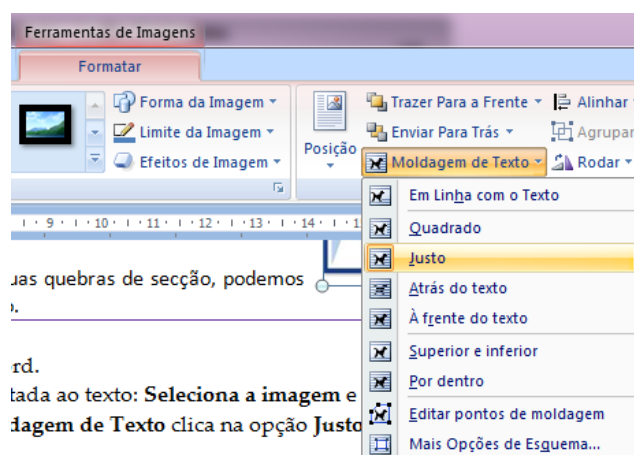 Ferramentas de Imagens
Formatar
Forma da Imagem
Limite da Imagem
Efeitos de Imagem
Posição
Trazer Para a Frente
Enviar Para Trás
Moldagem de Texto
Alinhar
Agrupar
Rodar
Em Linha com o Texto
Quadrado
Justo
Atrás do texto
À frente do texto
Superior e inferior
Por dentro
Editar pontos de moldagem
Mais Opções de Esquema...
9 10 11 12 13 14
uas quebras de secção, podemos
o.
rd.
tada ao texto: Seleciona a imagem e
dagem de Texto clica na opção Justo